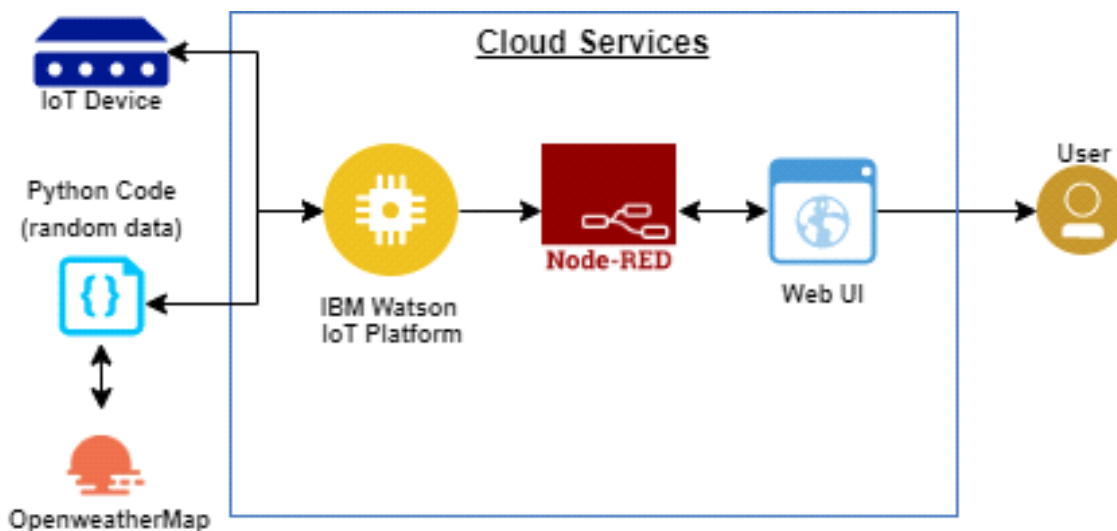 Cloud Services
IoT Device
Python Code
(random data)
{}
IBM Watson
IoT Platform
Node-RED
Web UI
User
OpenweatherMap